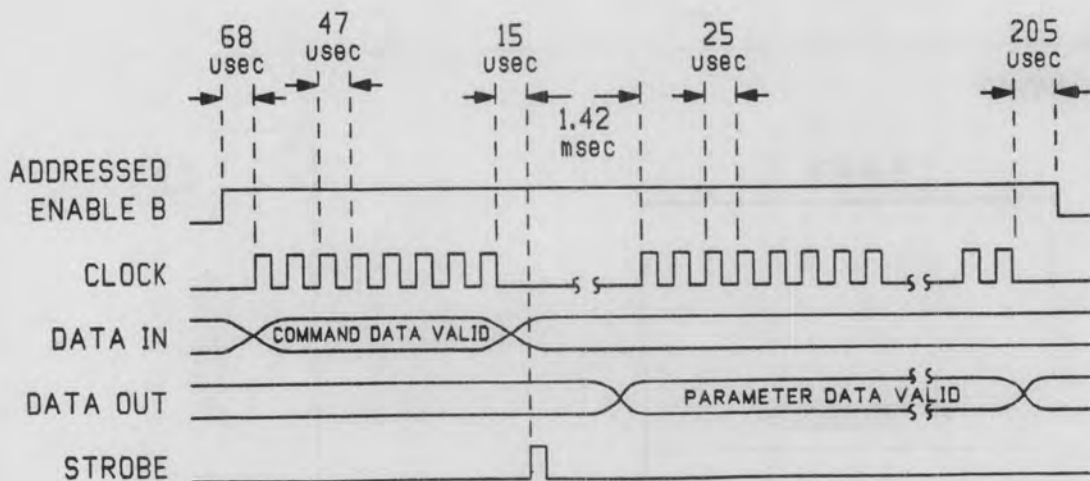 68
usec
47
usec
15
usec
25
usec
205
usec
1.42
msec
ADDRESSED
ENABLE B
CLOCK
DATA IN
COMMAND DATA VALID
DATA OUT
PARAMETER DATA VALID
STROBE